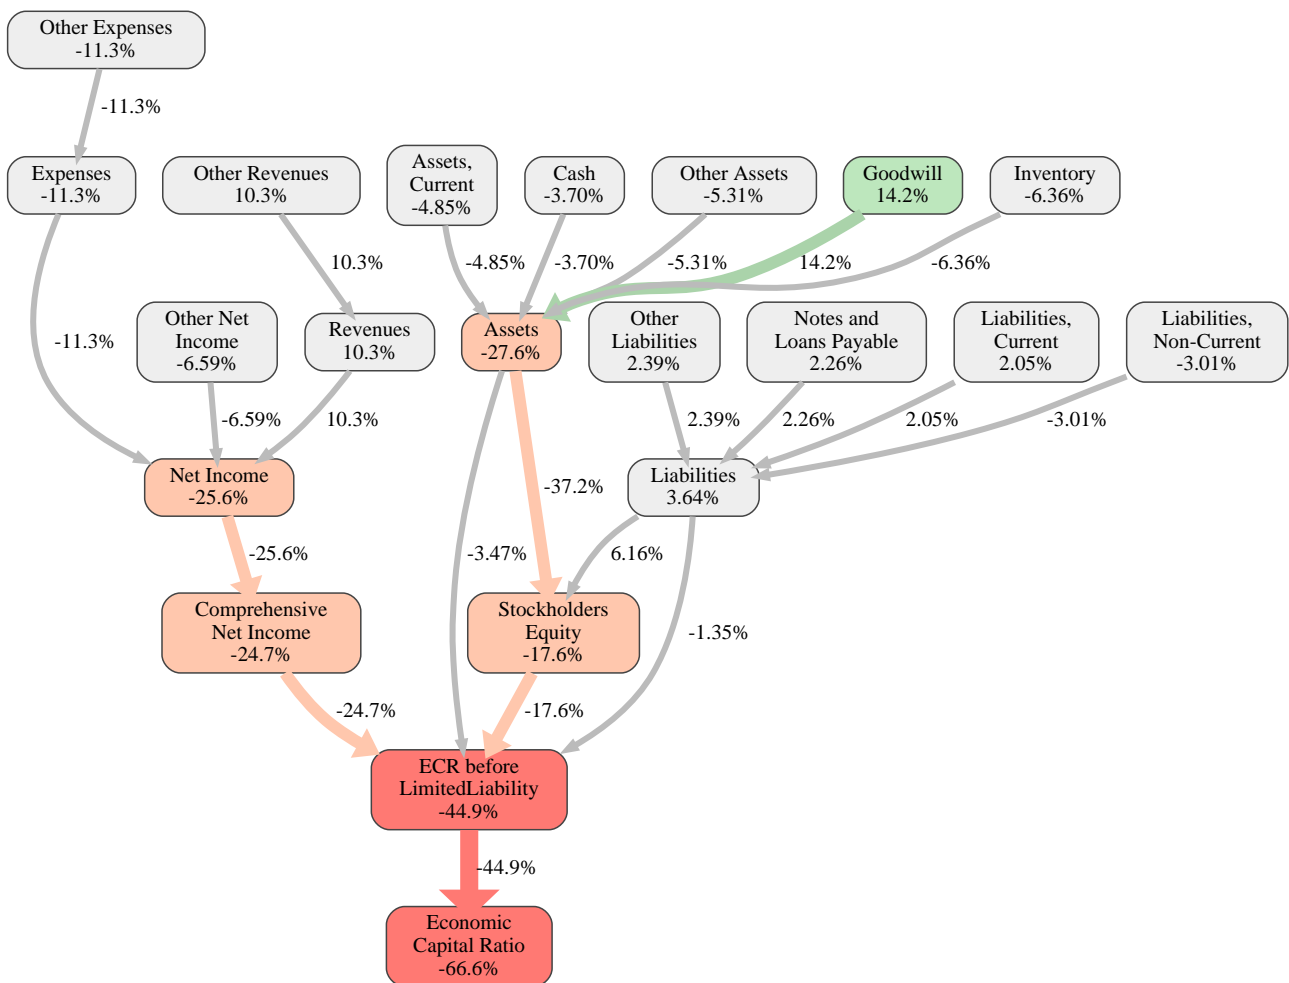 Other Expenses
-11.3%
-11.3%
Expenses
-11.3%
Other Revenues
10.3%
Assets,
Current
-4.85%
Cash
-3.70%
Other Assets
-5.31%
Goodwill
14.2%
Inventory
-6.36%
10.3%
-4.85%
-3.70%
-5.31%
14.2%
-6.36%
-11.3%
Other Net
Income
-6.59%
Revenues
10.3%
Assets
-27.6%
Other
Liabilities
2.39%
Notes and
Loans Payable
2.26%
Liabilities,
Current
2.05%
Liabilities,
Non-Current
-3.01%
-6.59%
10.3%
2.39%
2.26%
2.05%
-3.01%
Net Income
-25.6%
-37.2%
Liabilities
3.64%
-25.6%
-3.47%
6.16%
Comprehensive
Net Income
-24.7%
Stockholders
Equity
-17.6%
-1.35%
-24.7%
-17.6%
ECR before
LimitedLiability
-44.9%
-44.9%
Economic
Capital Ratio
-66.6%